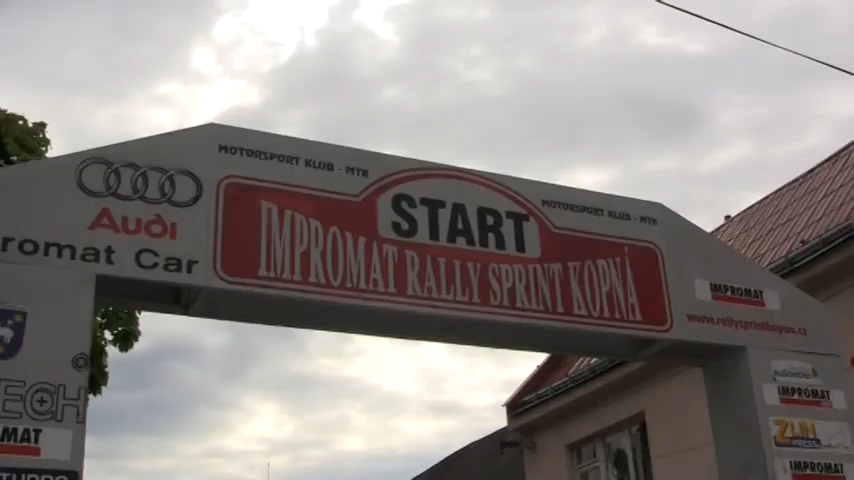 MOTORSPORT KLUB - MTK
MOTORSPORT KLUB - MTK
START
IMPROMAT RALLY SPRINT KOPNÁ
Audi
romat Car
IMPROMAT
www.rallysprintkopna.cz
ECH
MAT
IMPROMAT
ZLIN
IMPROMAT